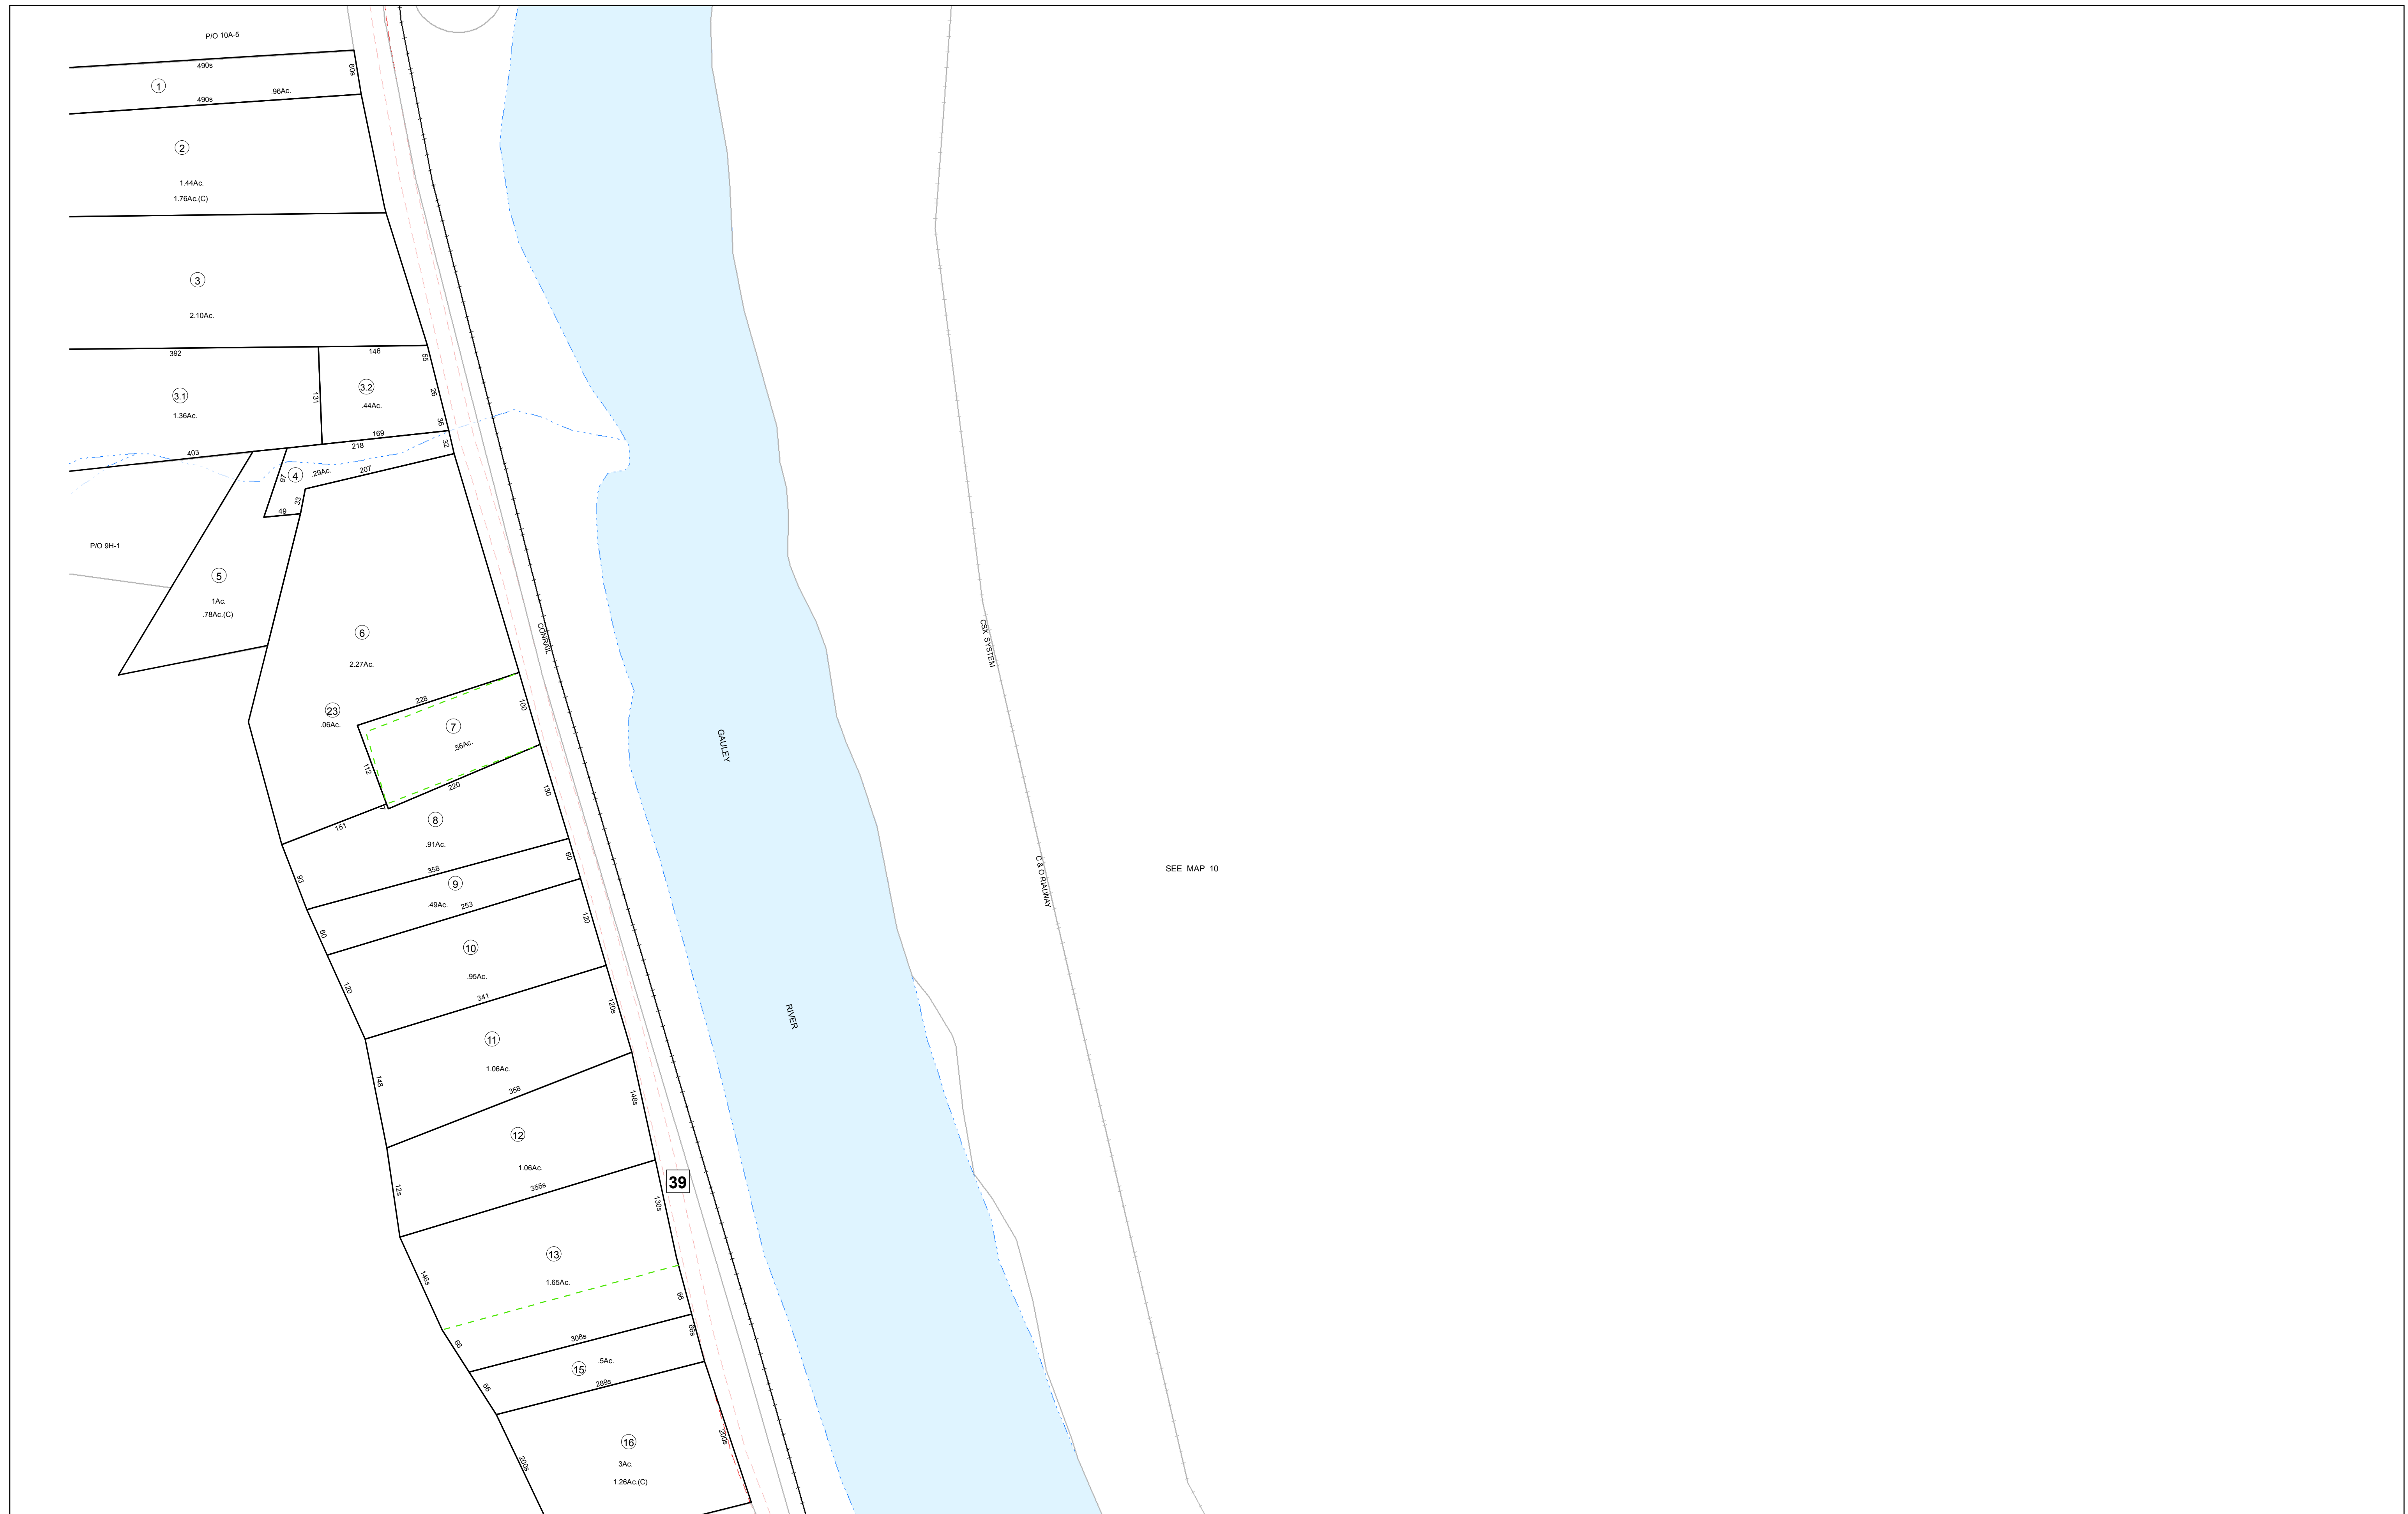 P/O 10A-5
490s
60s
1
.96Ac.
490s
2
1.44Ac.
1.76Ac.(C)
3
2.10Ac.
392
146
55
3.1
1.36Ac.
131
3.2
.44Ac.
26
36
169
32
218
403
4
.29Ac.
207
97
33
49
P/O 9H-1
5
1Ac.
.78Ac.(C)
6
2.27Ac.
CONRAIL
CSX SYSTEM
228
100
23
.06Ac.
7
.56Ac.
112
220
7
130
GAULEY
151
8
.91Ac.
358
60
93
9
.49Ac.
253
60
120
C & O RIALWAY
SEE MAP 10
10
.95Ac.
120
341
120s
RIVER
11
1.06Ac.
148
358
148s
12
1.06Ac.
12s
355s
39
130s
13
1.65Ac.
146s
66
66
308s
66s
15
.5Ac.
66
289s
16
3Ac.
1.26Ac.(C)
200s
200s